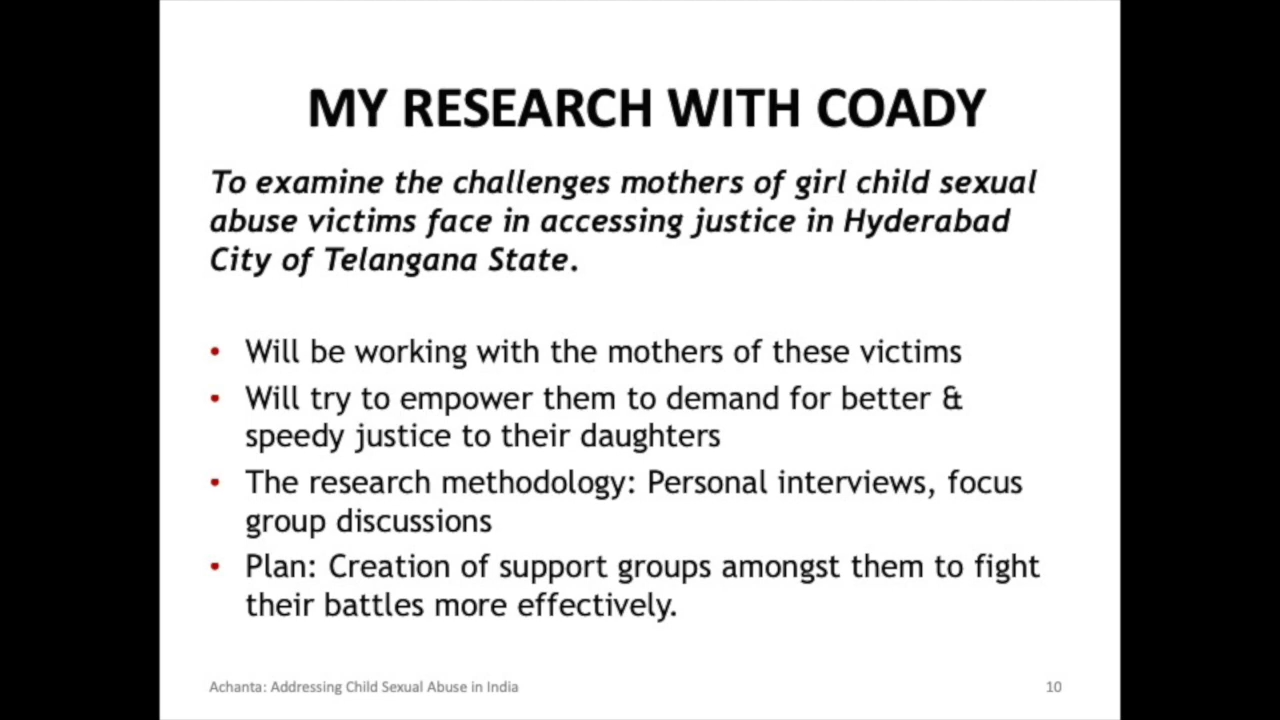 MY RESEARCH WITH COADY
To examine the challenges mothers of girl child sexual
abuse victims face in accessing justice in Hyderabad
City of Telangana State.
• Will be working with the mothers of these victims
• Will try to empower them to demand for better &
speedy justice to their daughters
• The research methodology: Personal interviews, focus
group discussions
• Plan: Creation of support groups amongst them to fight
their battles more effectively.
Achanta: Addressing Child Sexual Abuse in India
10